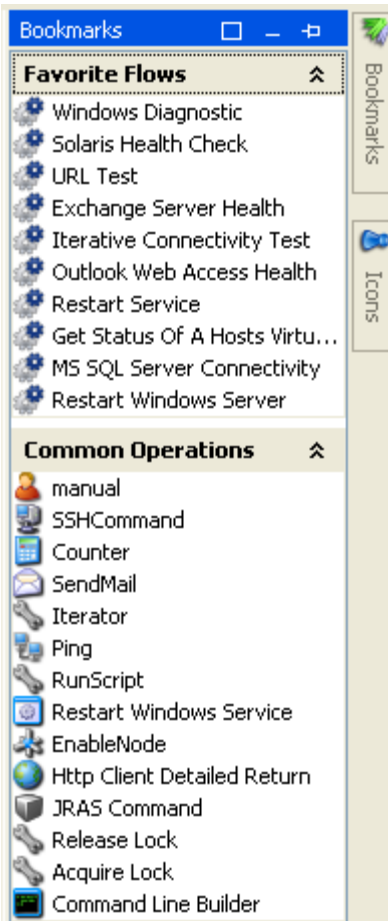 Bookmarks
Favorite Flows
Windows Diagnostic
Solaris Health Check
URL Test
Exchange Server Health
Iterative Connectivity Test
Outlook Web Access Health
Restart Service
Get Status Of A Hosts Virtu...
MS SQL Server Connectivity
Restart Windows Server
Common Operations
manual
SSHCommand
Counter
SendMail
Iterator
Ping
RunScript
Restart Windows Service
EnableNode
Http Client Detailed Return
JRAS Command
Release Lock
Acquire Lock
Command Line Builder
Bookmarks
Icons